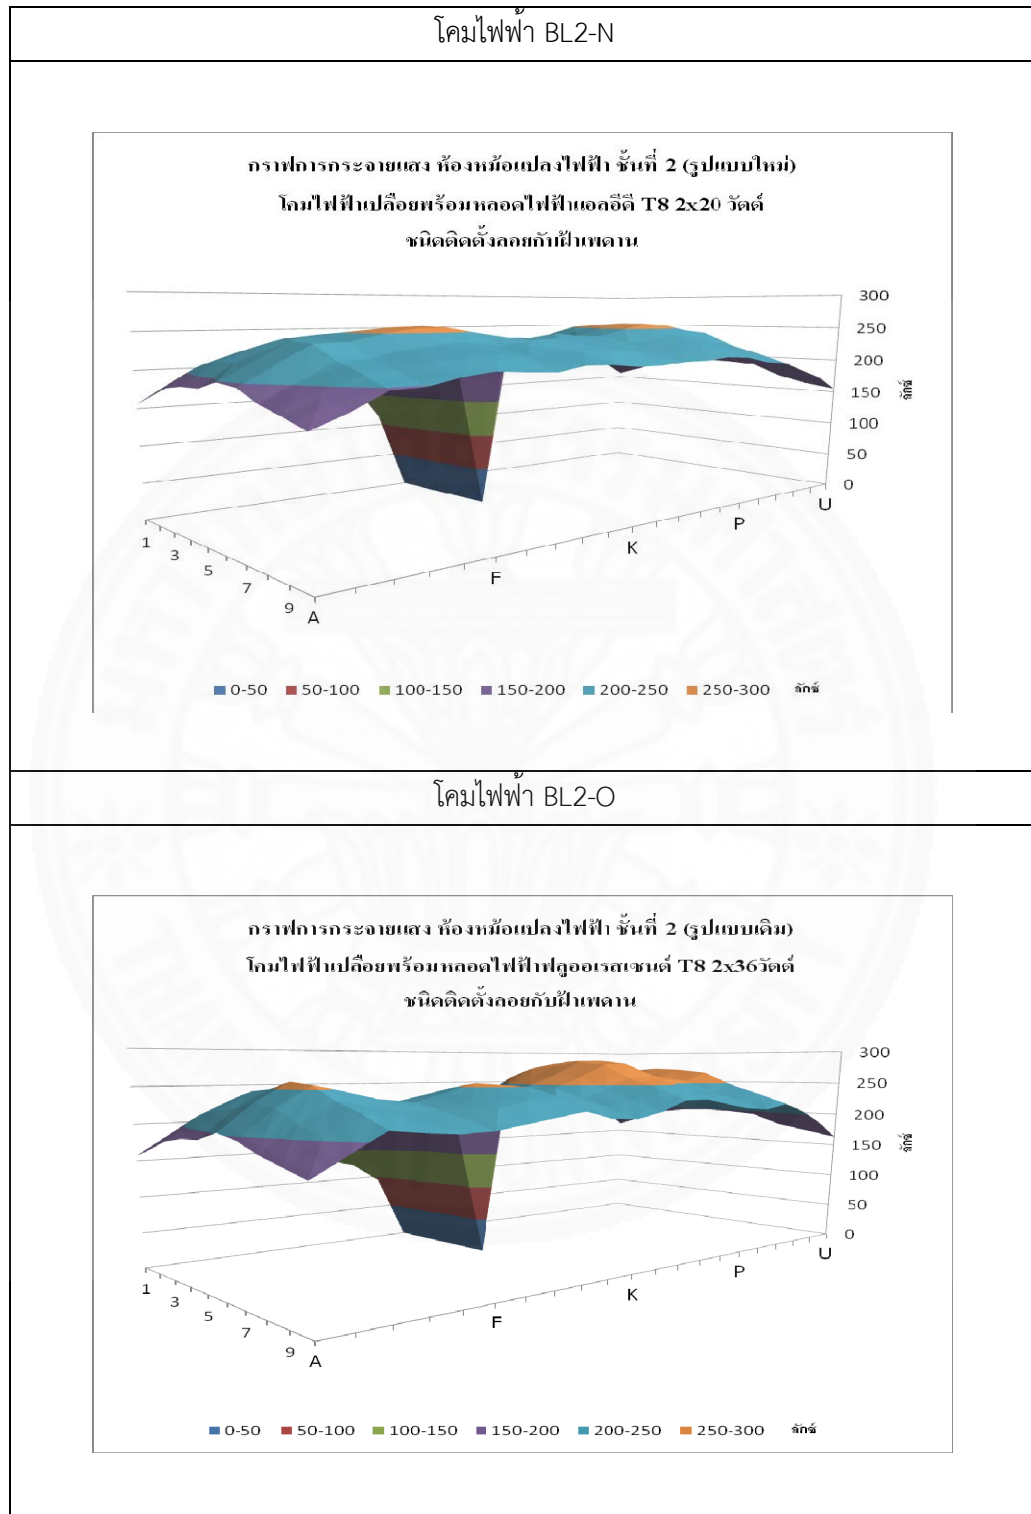 โคมไฟฟ้า BL2-N
กราฟการกระจายแสง ห้องหม้อแปลงไฟฟ้า ชั้นที่ 2 (รูปแบบใหม่)
โคมไฟฟ้าเปลือยพร้อมหลอดไฟฟ้าแอลอีดี T8 2x20 วัตต์
ชนิดติดตั้งลอยกับฝ้าเพดาน
300
250
200
150
100
50
0
ลักซ์
1
3
5
7
9
A
F
K
P
U
0-50 50-100 100-150 150-200 200-250 250-300 ลักซ์
โคมไฟฟ้า BL2-O
กราฟการกระจายแสง ห้องหม้อแปลงไฟฟ้า ชั้นที่ 2 (รูปแบบเดิม)
โคมไฟฟ้าเปลือยพร้อมหลอดไฟฟ้าฟลูออเรสเซนต์ T8 2x36วัตต์
ชนิดติดตั้งลอยกับฝ้าเพดาน
300
250
200
150
100
50
0
ลักซ์
1
3
5
7
9
A
F
K
P
U
0-50 50-100 100-150 150-200 200-250 250-300 ลักซ์